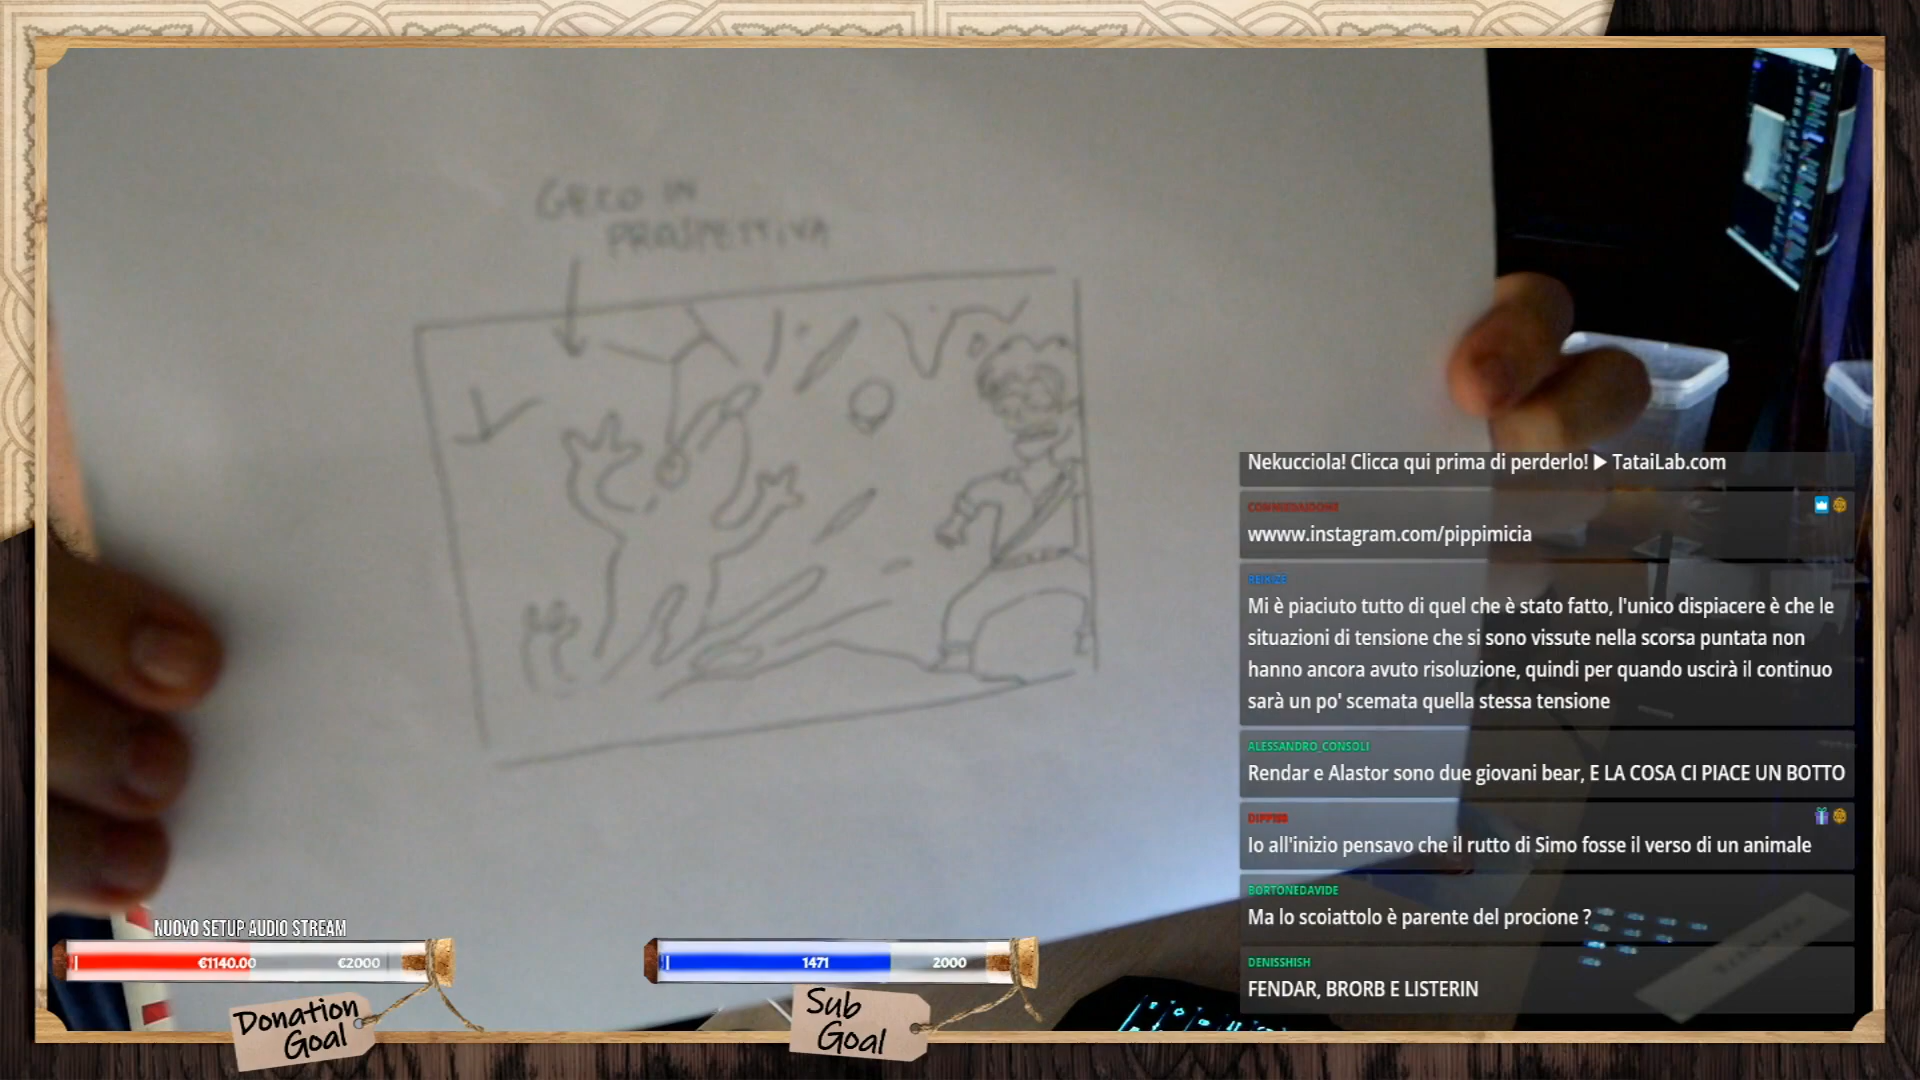 GECO IN
PROSPETTIVA
Nekucciola! Clicca qui prima di perderlo! ▶ TataiLab.com
wwww.instagram.com/pippimicia
Mi è piaciuto tutto di quel che è stato fatto, l'unico dispiacere è che le
situazioni di tensione che si sono vissute nella scorsa puntata non
hanno ancora avuto risoluzione, quindi per quando uscirà il continuo
sarà un po' scemata quella stessa tensione
ALESSANDRO_CONSOLI
Rendar e Alastor sono due giovani bear, E LA COSA CI PIACE UN BOTTO
Io all'inizio pensavo che il rutto di Simo fosse il verso di un animale
BORTONEDAVIDE
Ma lo scoiattolo è parente del procione ?
DENISSHISH
FENDAR, BRORB E LISTERIN
NUOVO SETUP AUDIO STREAM
€1140.00 €2000
Donation
Goal
1471 2000
Sub
Goal